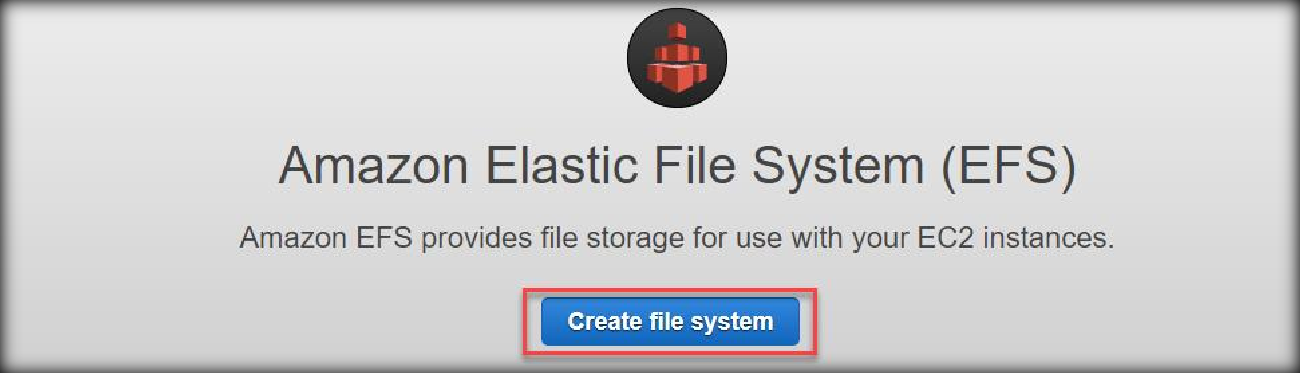 Amazon Elastic File System (EFS)
Amazon EFS provides file storage for use with your EC2 instances.
Create file system